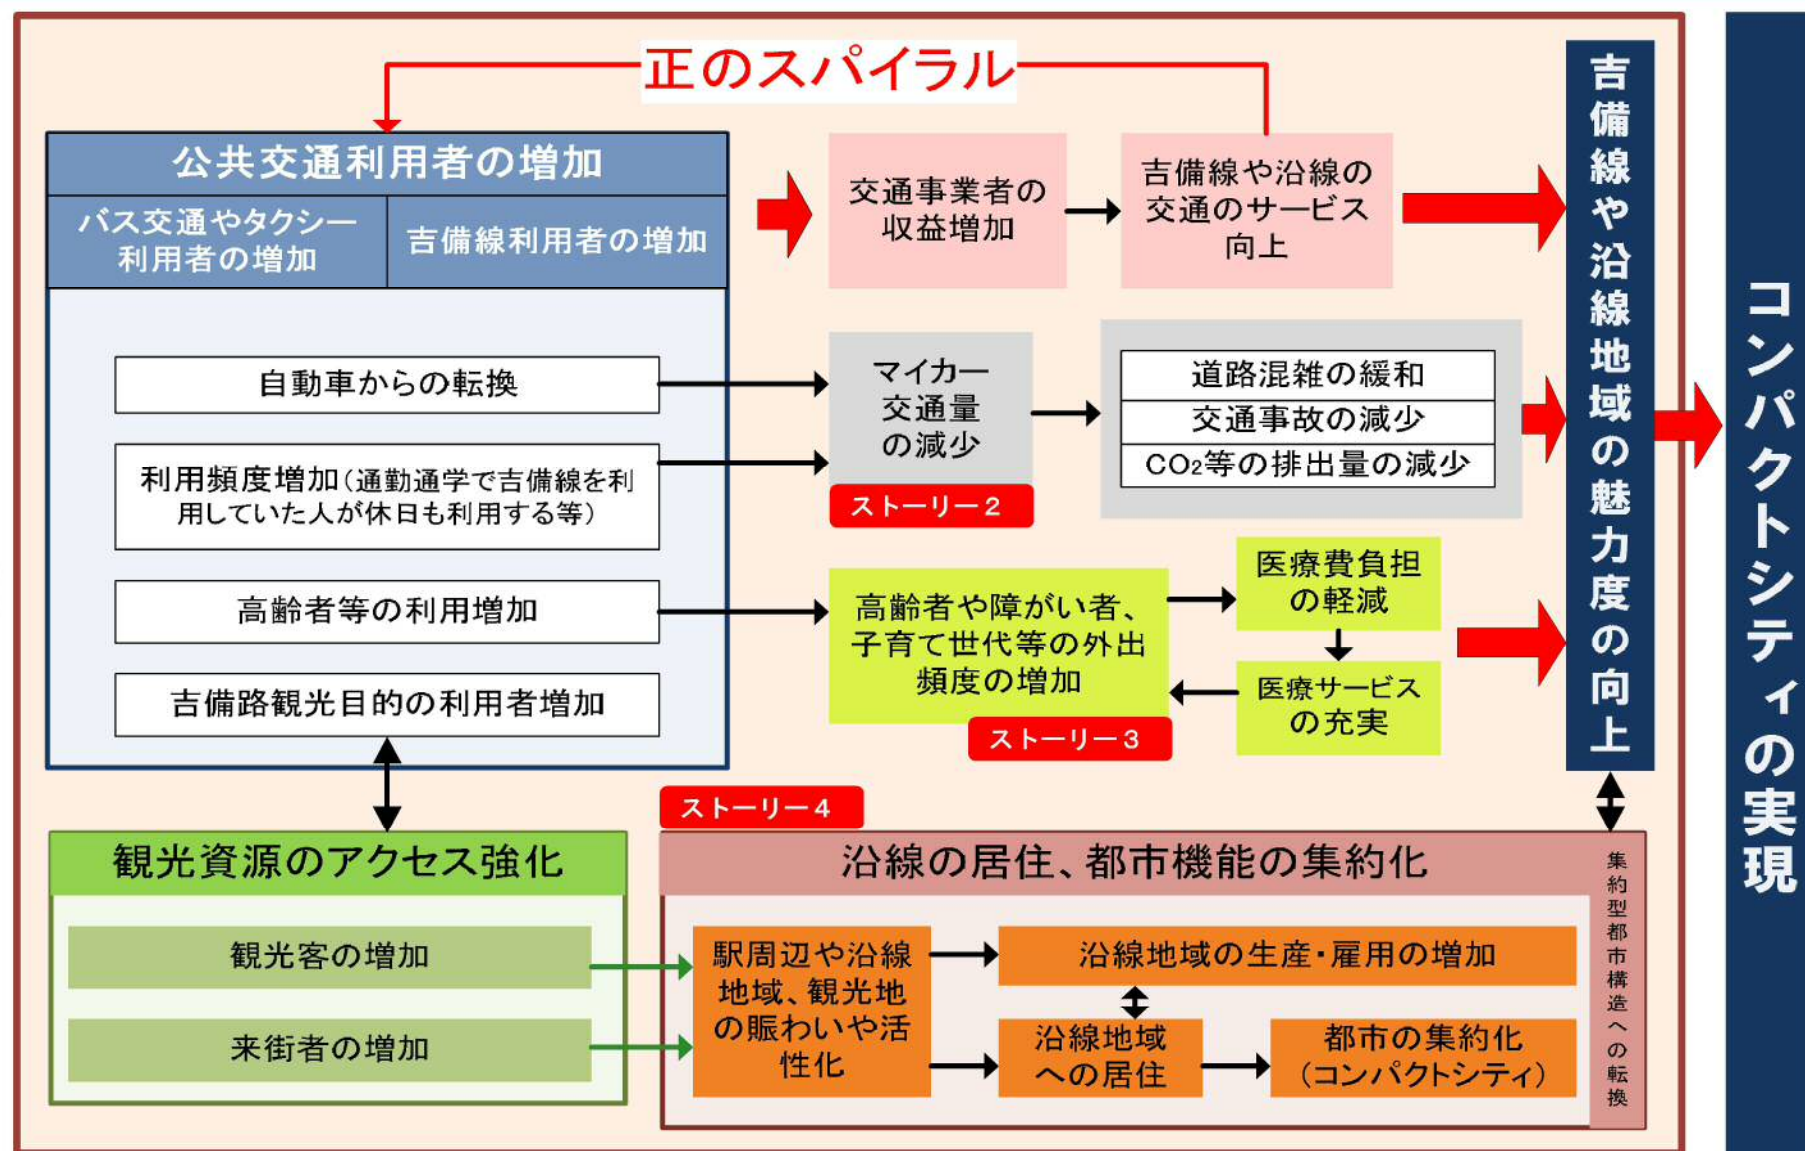 正のスパイラル
公共交通利用者の増加
バス交通やタクシー
利用者の増加
吉備線利用者の増加
交通事業者の
収益増加
吉備線や沿線の
交通のサービス
向上
自動車からの転換
利用頻度増加(通勤通学で吉備線を利
用していた人が休日も利用する等)
高齢者等の利用増加
吉備路観光目的の利用者増加
マイカー
交通量
の減少
ストーリー2
道路混雑の緩和
交通事故の減少
CO₂等の排出量の減少
高齢者や障がい者、
子育て世代等の外出
頻度の増加
ストーリー3
医療費負担
の軽減
医療サービス
の充実
吉備線や沿線地域の魅力度の向上
コンパクトシティの実現
観光資源のアクセス強化
観光客の増加
来街者の増加
ストーリー4
沿線の居住、都市機能の集約化
駅周辺や沿線
地域、観光地
の賑わいや活
性化
沿線地域の生産・雇用の増加
沿線地域
への居住
都市の集約化
(コンパクトシティ)
集約型都市構造への転換